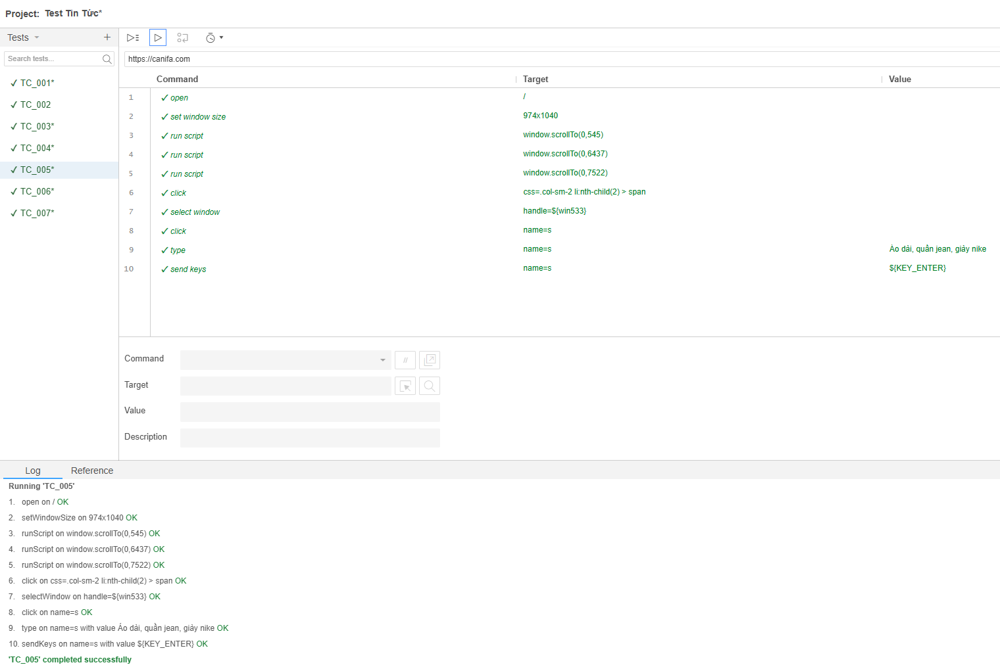 Project: Test Tin Tức*
Tests
Search tests...
TC_001*
TC_002
TC_003*
TC_004*
TC_005*
TC_006*
TC_007*
https://canifa.com
Command Target Value
1 open /
2 set window size 974x1040
3 run script window.scrollTo(0,545)
4 run script window.scrollTo(0,6437)
5 run script window.scrollTo(0,7522)
6 click css=.col-sm-2 li:nth-child(2) > span
7 select window handle=${win533}
8 click name=s
9 type name=s Áo dài, quần jean, giày nike
10 send keys name=s ${KEY_ENTER}
Command //
Target
Value
Description
Log Reference
Running 'TC_005'
1. open on / OK
2. setWindowSize on 974x1040 OK
3. runScript on window.scrollTo(0,545) OK
4. runScript on window.scrollTo(0,6437) OK
5. runScript on window.scrollTo(0,7522) OK
6. click on css=.col-sm-2 li:nth-child(2) > span OK
7. selectWindow on handle=${win533} OK
8. click on name=s OK
9. type on name=s with value Áo dài, quần jean, giày nike OK
10. sendKeys on name=s with value ${KEY_ENTER} OK
'TC_005' completed successfully